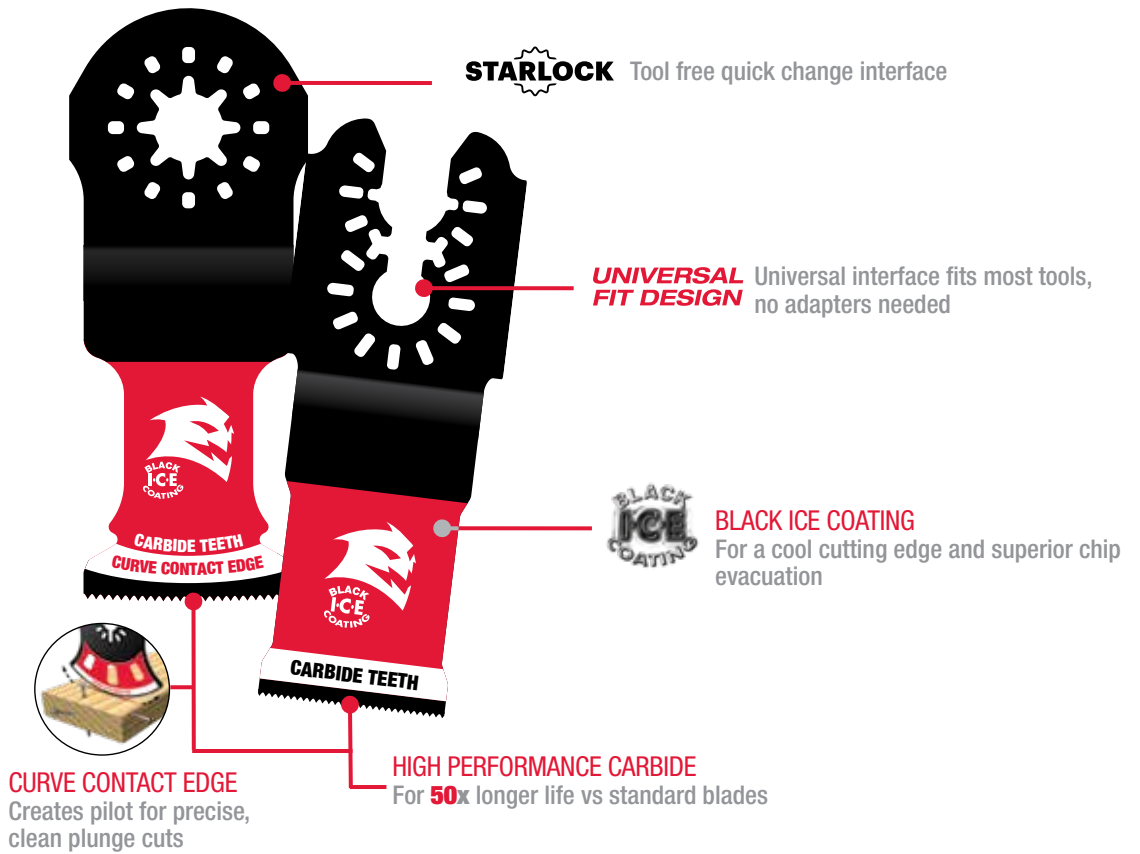 STARLOCK Tool free quick change interface
UNIVERSAL
FIT DESIGN
Universal interface fits most tools,
no adapters needed
BLACK
I·C·E
COATING
CARBIDE TEETH
CURVE CONTACT EDGE
BLACK
I·C·E
COATING
CARBIDE TEETH
BLACK
I·C·E
COATING
BLACK ICE COATING
For a cool cutting edge and superior chip
evacuation
CURVE CONTACT EDGE
Creates pilot for precise,
clean plunge cuts
HIGH PERFORMANCE CARBIDE
For 50x longer life vs standard blades